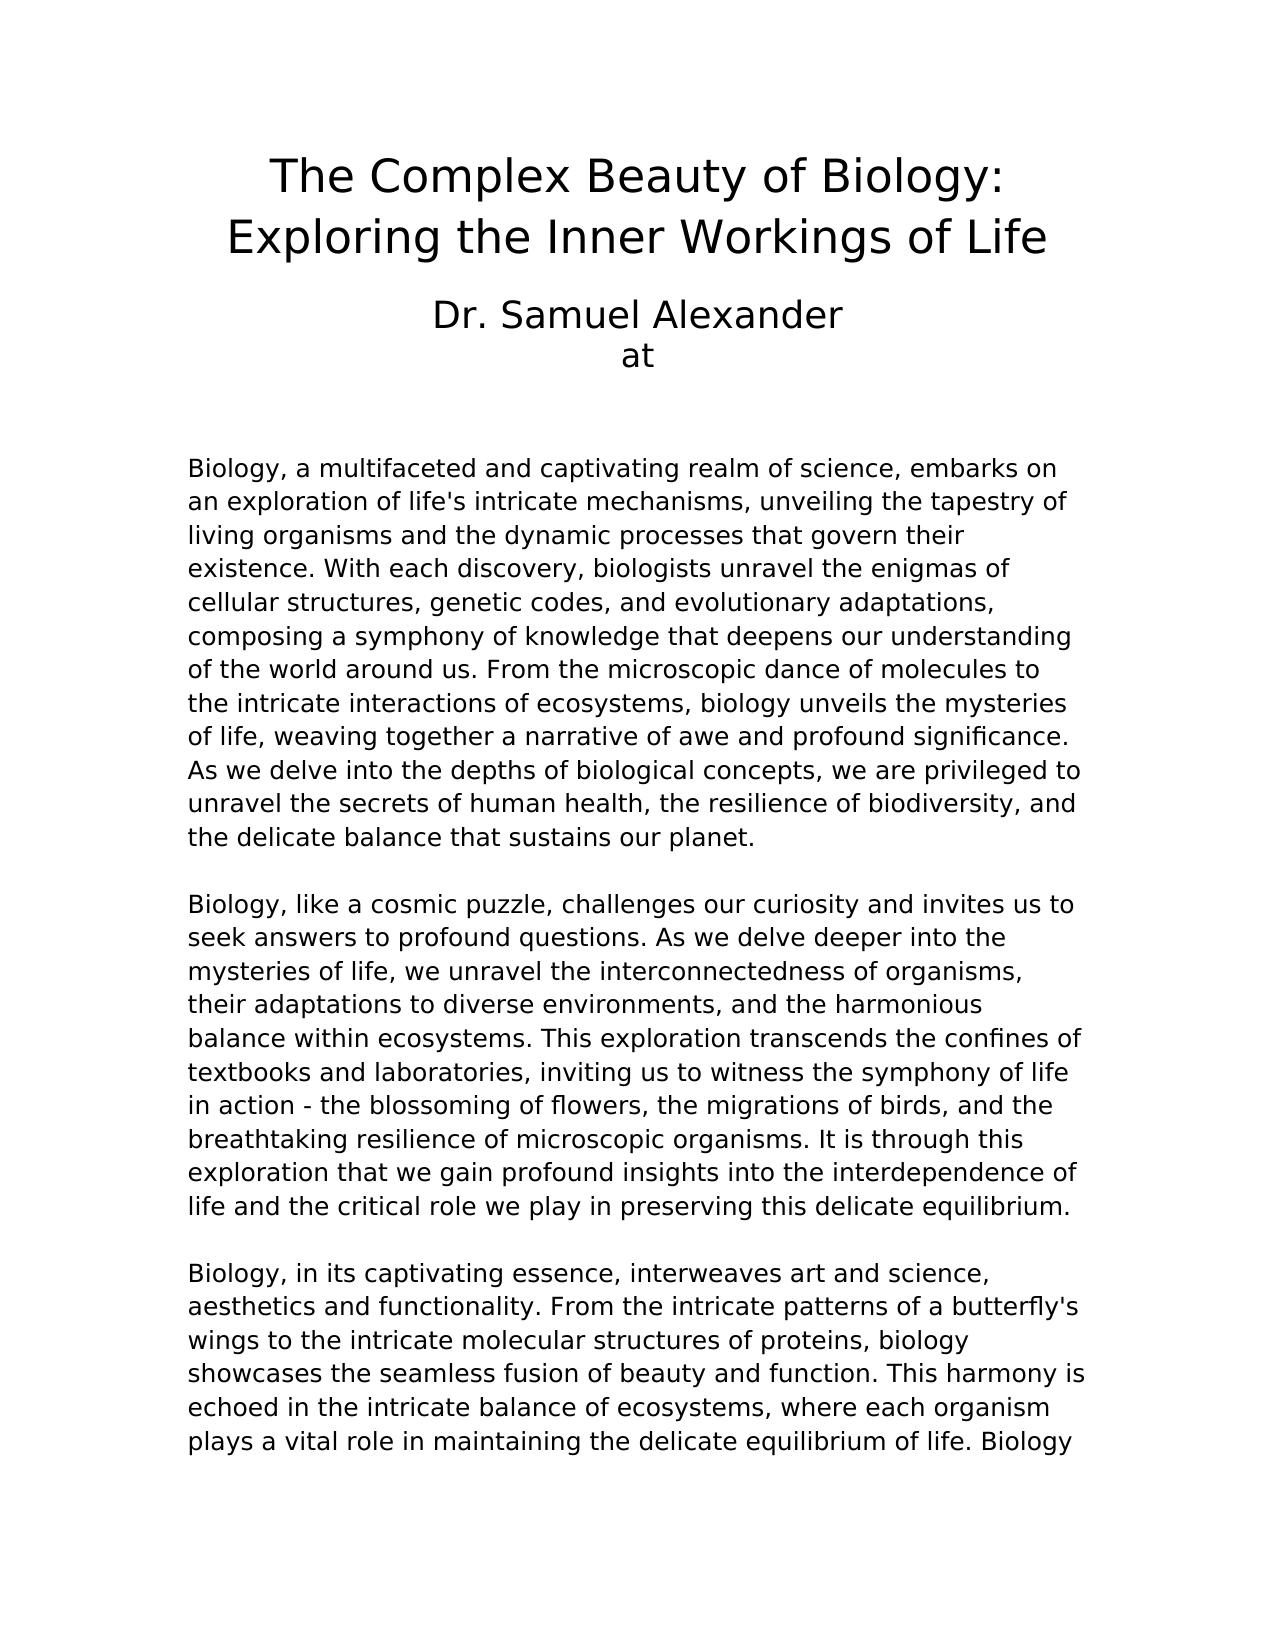 The Complex Beauty of Biology:
Exploring the Inner Workings of Life
Dr. Samuel Alexander
at
Biology, a multifaceted and captivating realm of science, embarks on
an exploration of life's intricate mechanisms, unveiling the tapestry of
living organisms and the dynamic processes that govern their
existence. With each discovery, biologists unravel the enigmas of
cellular structures, genetic codes, and evolutionary adaptations,
composing a symphony of knowledge that deepens our understanding
of the world around us. From the microscopic dance of molecules to
the intricate interactions of ecosystems, biology unveils the mysteries
of life, weaving together a narrative of awe and profound significance.
As we delve into the depths of biological concepts, we are privileged to
unravel the secrets of human health, the resilience of biodiversity, and
the delicate balance that sustains our planet.
Biology, like a cosmic puzzle, challenges our curiosity and invites us to
seek answers to profound questions. As we delve deeper into the
mysteries of life, we unravel the interconnectedness of organisms,
their adaptations to diverse environments, and the harmonious
balance within ecosystems. This exploration transcends the confines of
textbooks and laboratories, inviting us to witness the symphony of life
in action - the blossoming of flowers, the migrations of birds, and the
breathtaking resilience of microscopic organisms. It is through this
exploration that we gain profound insights into the interdependence of
life and the critical role we play in preserving this delicate equilibrium.
Biology, in its captivating essence, interweaves art and science,
aesthetics and functionality. From the intricate patterns of a butterfly's
wings to the intricate molecular structures of proteins, biology
showcases the seamless fusion of beauty and function. This harmony is
echoed in the intricate balance of ecosystems, where each organism
plays a vital role in maintaining the delicate equilibrium of life. Biology